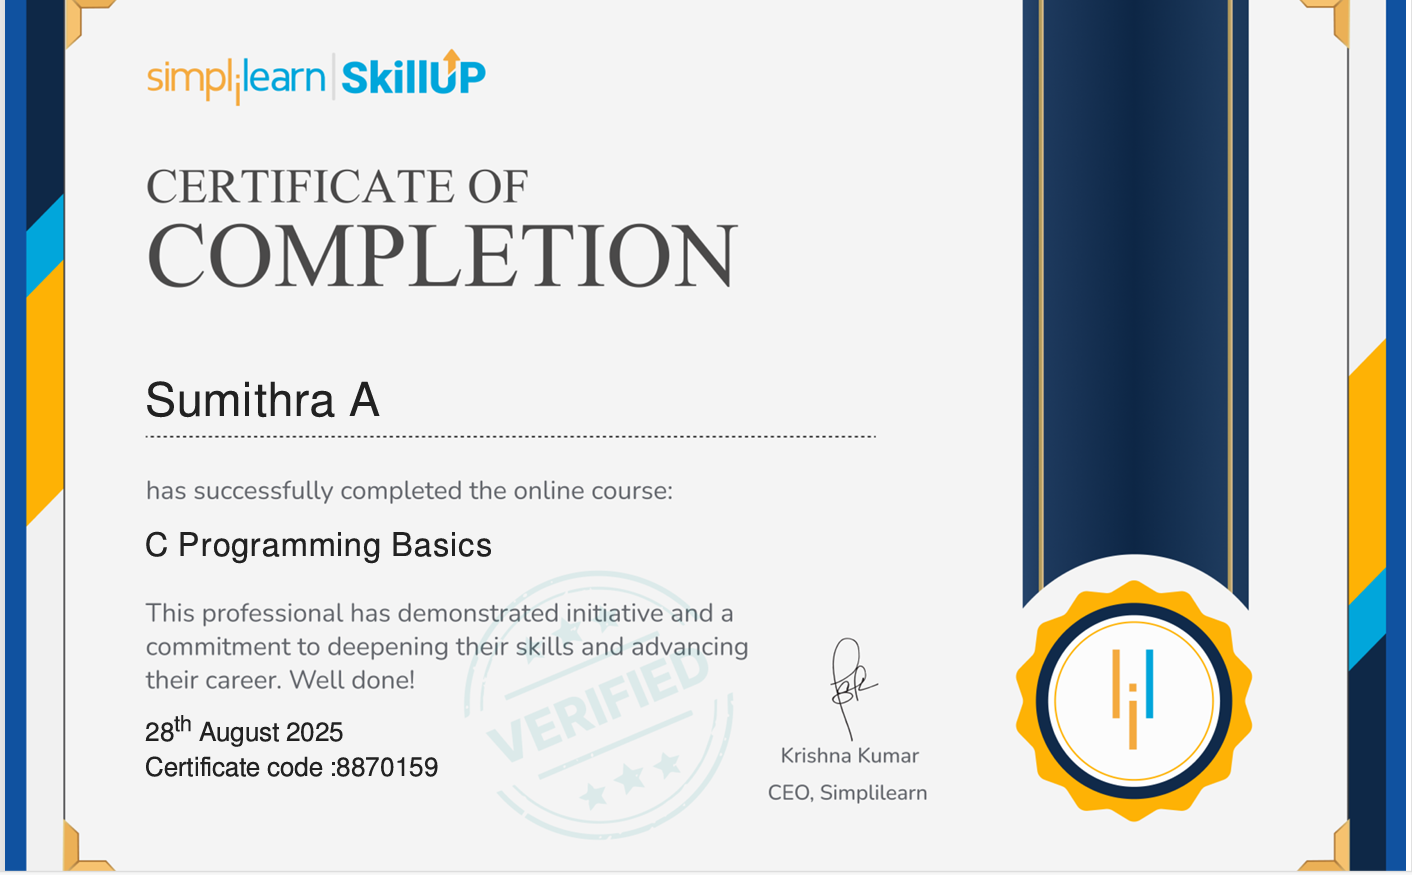 simplilearn | SkillUP
CERTIFICATE OF
COMPLETION
Sumithra A
has successfully completed the online course:
C Programming Basics
This professional has demonstrated initiative and a
commitment to deepening their skills and advancing
their career. Well done!
VERIFIED
28th August 2025
Certificate code :8870159
Krishna Kumar
CEO, Simplilearn